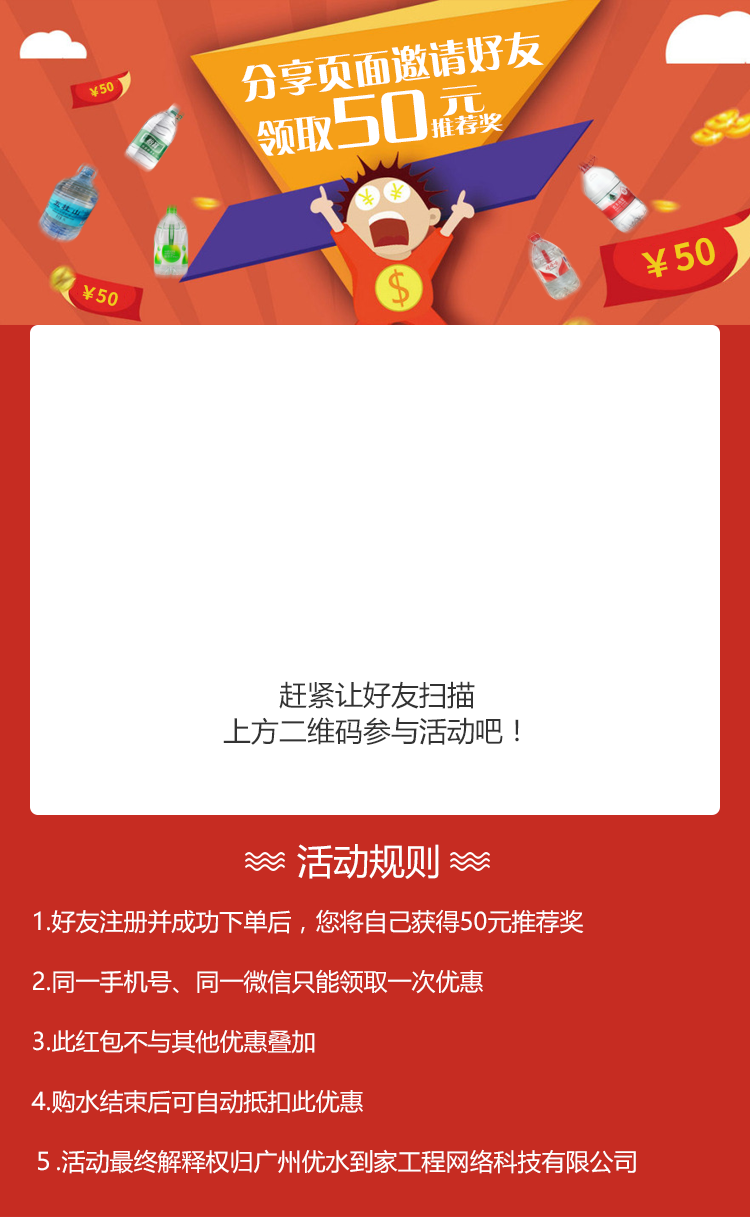 分享页面邀请好友
领取50元推荐奖
¥50
¥50
¥50
$
赶紧让好友扫描
上方二维码参与活动吧！
活动规则
1.好友注册并成功下单后，您将自己获得50元推荐奖
2.同一手机号、同一微信只能领取一次优惠
3.此红包不与其他优惠叠加
4.购水结束后可自动抵扣此优惠
5.活动最终解释权归广州优水到家工程网络科技有限公司